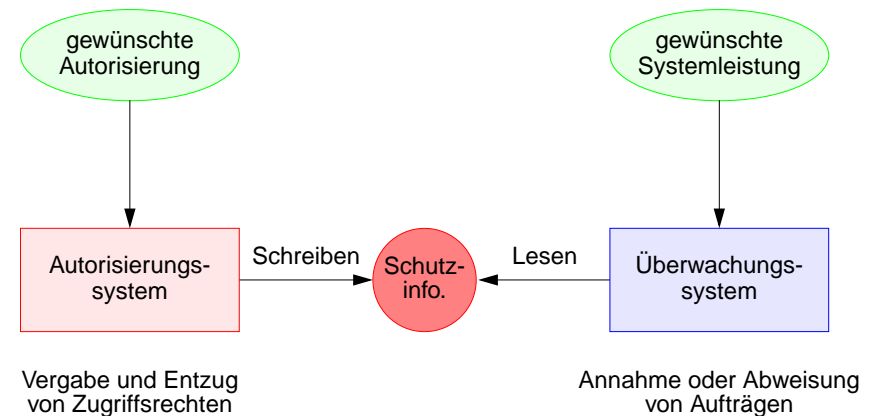 gewünschte
Autorisierung
gewünschte
Systemleistung
Autorisierungs-
system
Schreiben
Schutz-
info.
Lesen
Überwachungs-
system
Vergabe und Entzug
von Zugriffsrechten
Annahme oder Abweisung
von Aufträgen